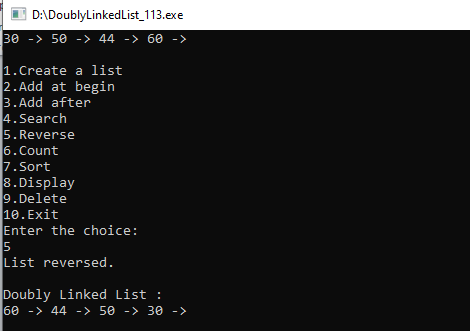 D:\DoublyLinkedList_113.exe
30 -> 50 -> 44 -> 60 ->
1.Create a list
2.Add at begin
3.Add after
4.Search
5.Reverse
6.Count
7.Sort
8.Display
9.Delete
10.Exit
Enter the choice:
5
List reversed.
Doubly Linked List :
60 -> 44 -> 50 -> 30 ->